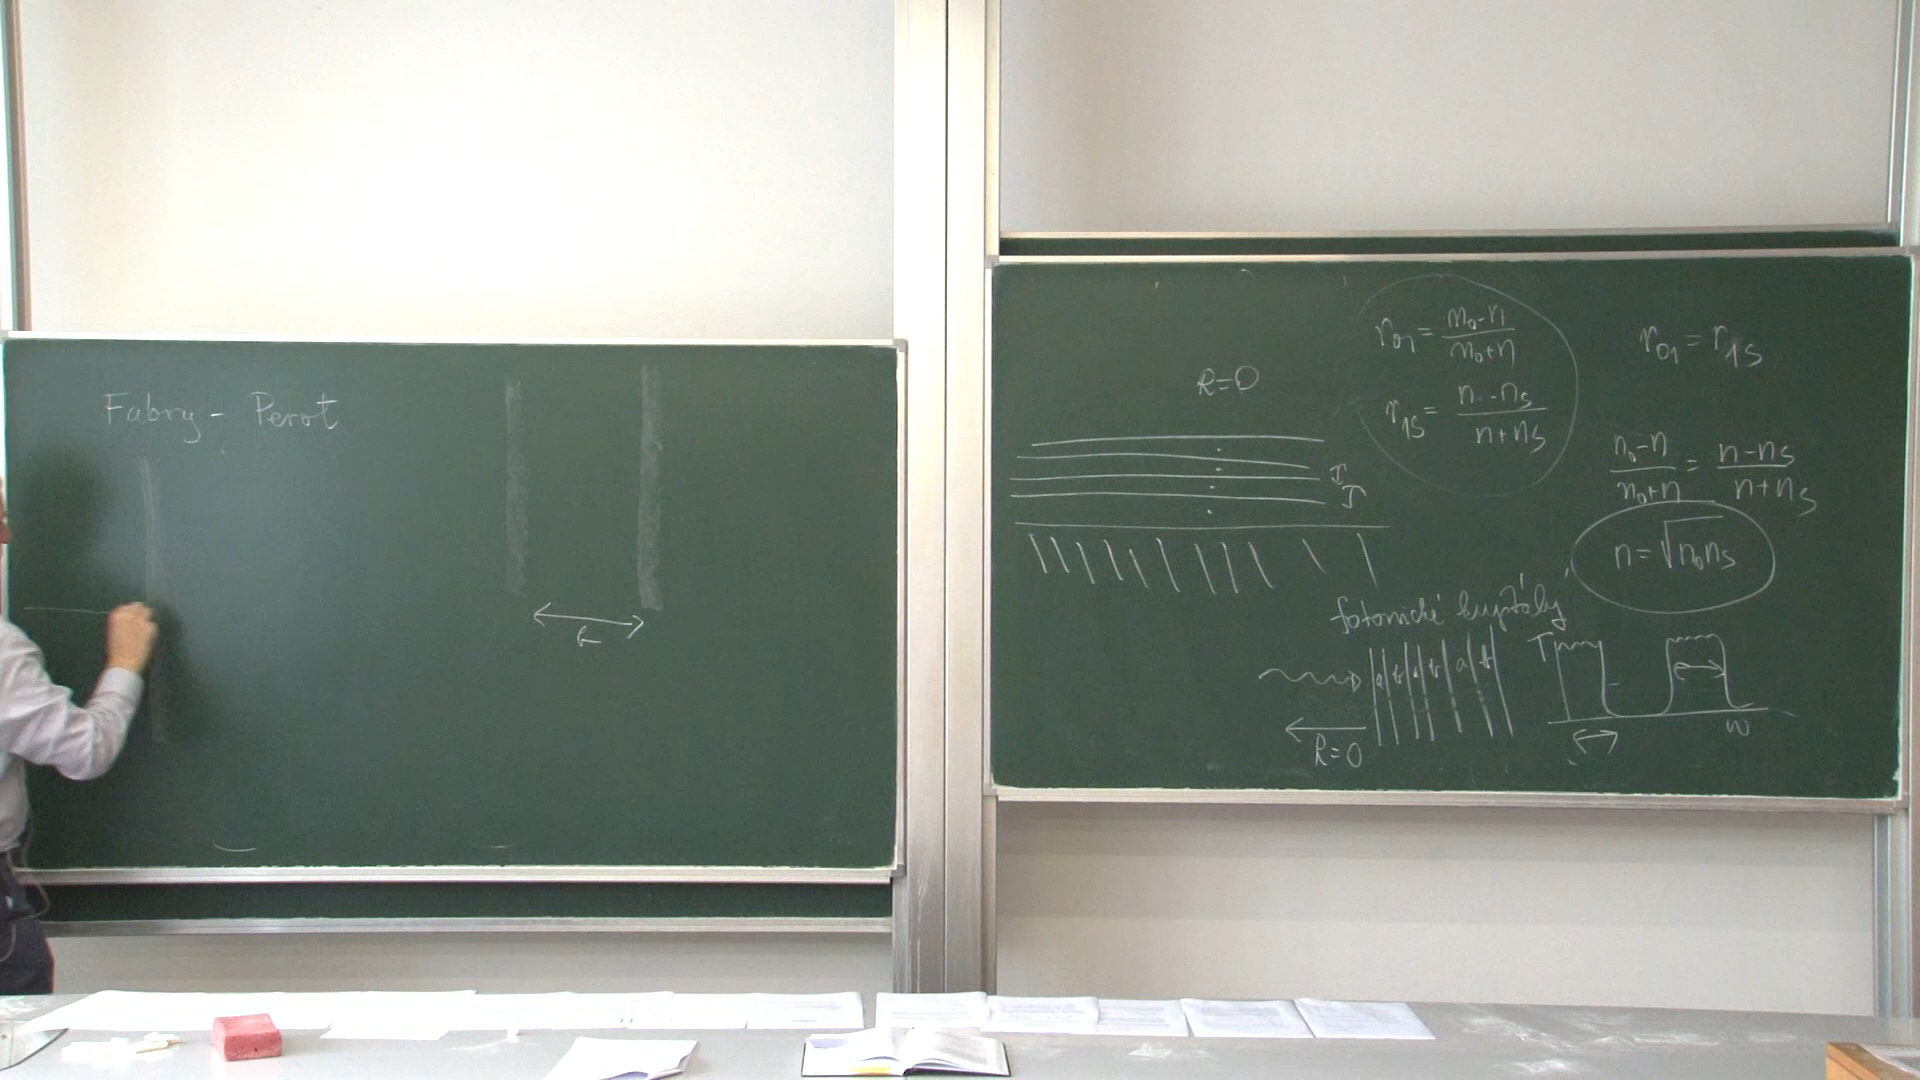 Fabry - Perot
R=0
r₀₁ = (n₀-n)/(n₀+n)
r₁ₛ = (n-nₛ)/(n+nₛ)
r₀₁ = r₁ₛ
(n₀-n)/(n₀+n) = (n-nₛ)/(n+nₛ)
n=√n₀nₛ
fotonické krystaly
T
ω
R=0